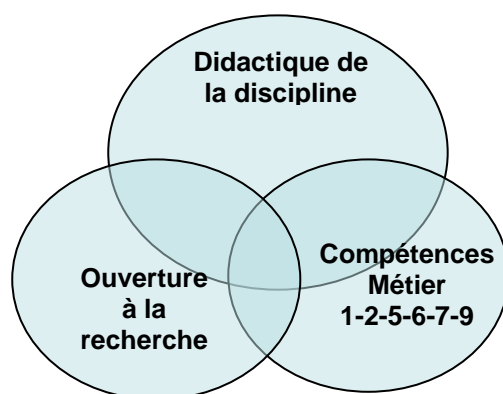 Didactique de
la discipline
Ouverture
à la
recherche
Compétences
Métier
1-2-5-6-7-9